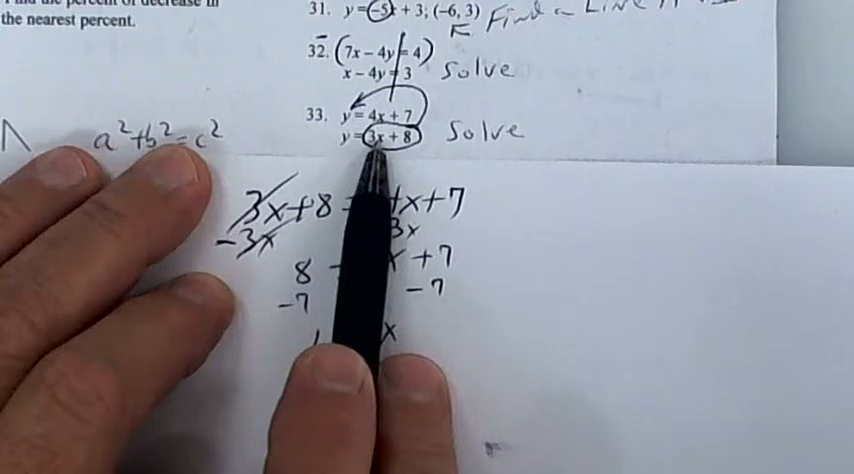 the nearest percent.
31. y = -5x + 3; (-6, 3) Find a Line
32. (7x - 4y = 4)
x - 4y = 3 Solve
33. y = 4x + 7
y = 3x + 8 Solve
a²+b²=c²
3x+8 = 4x+7
-3x 3x
8 x +7
-7 -7
x